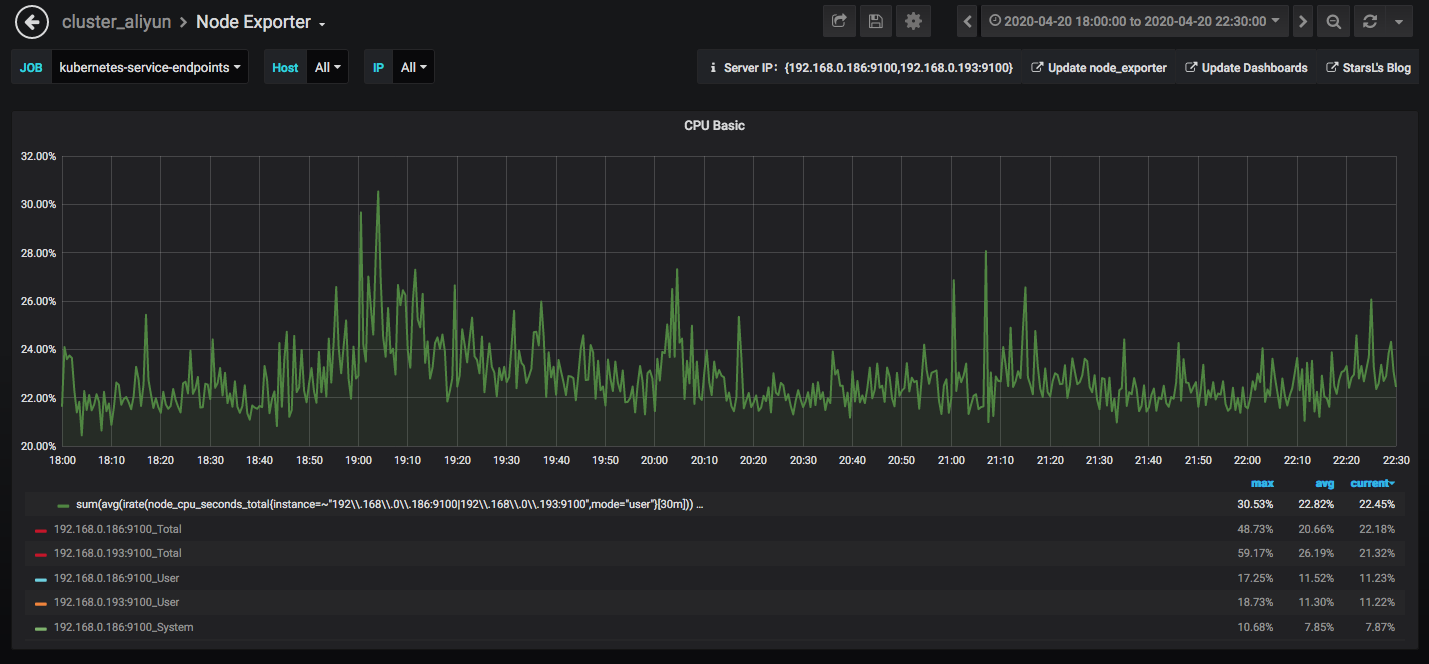 cluster_aliyun > Node Exporter
2020-04-20 18:00:00 to 2020-04-20 22:30:00
JOB kubernetes-service-endpoints Host All IP All
i Server IP：{192.168.0.186:9100,192.168.0.193:9100} Update node_exporter Update Dashboards StarsL's Blog
CPU Basic
32.00%
30.00%
28.00%
26.00%
24.00%
22.00%
20.00%
18:00 18:10 18:20 18:30 18:40 18:50 19:00 19:10 19:20 19:30 19:40 19:50 20:00 20:10 20:20 20:30 20:40 20:50 21:00 21:10 21:20 21:30 21:40 21:50 22:00 22:10 22:20 22:30
max avg current
sum(avg(irate(node_cpu_seconds_total{instance=~"192\\.168\\.0\\.186:9100|192\\.168\\.0\\.193:9100",mode="user"}[30m])) … 30.53% 22.82% 22.45%
192.168.0.186:9100_Total 48.73% 20.66% 22.18%
192.168.0.193:9100_Total 59.17% 26.19% 21.32%
192.168.0.186:9100_User 17.25% 11.52% 11.23%
192.168.0.193:9100_User 18.73% 11.30% 11.22%
192.168.0.186:9100_System 10.68% 7.85% 7.87%